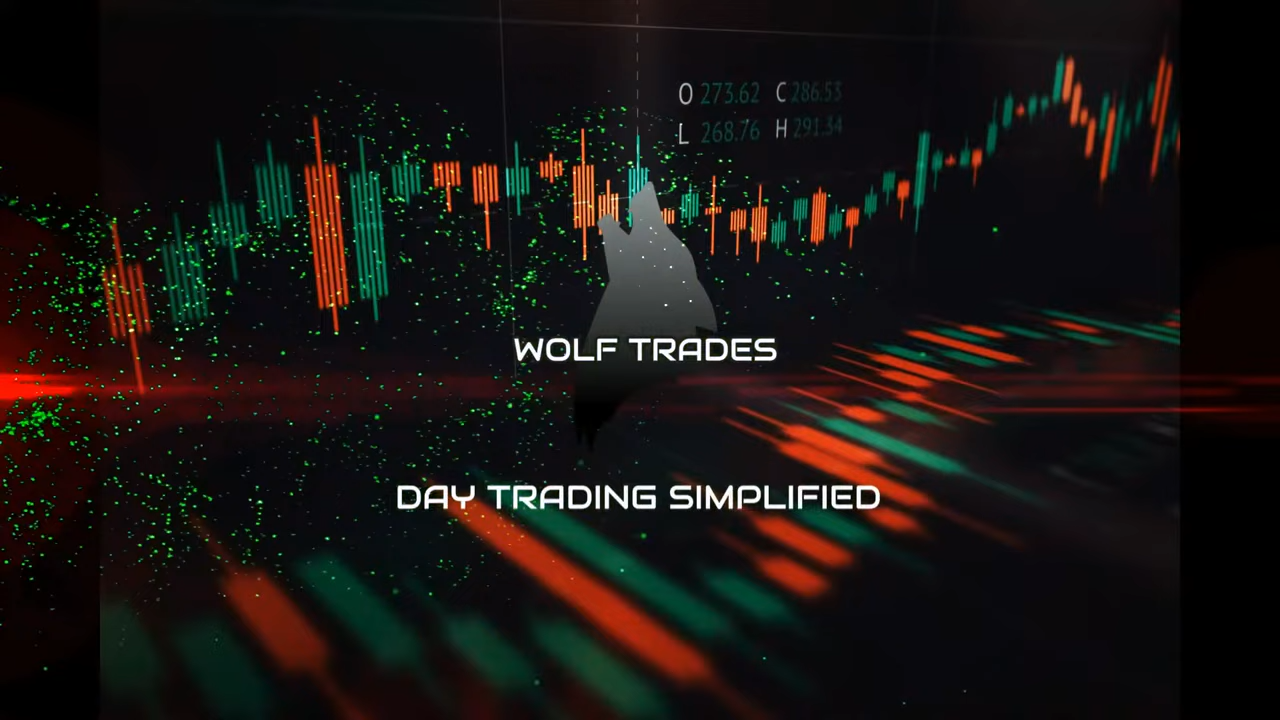 O 273.62 C 286.53
L 268.76 H 291.34
WOLF TRADES
DAY TRADING SIMPLIFIED